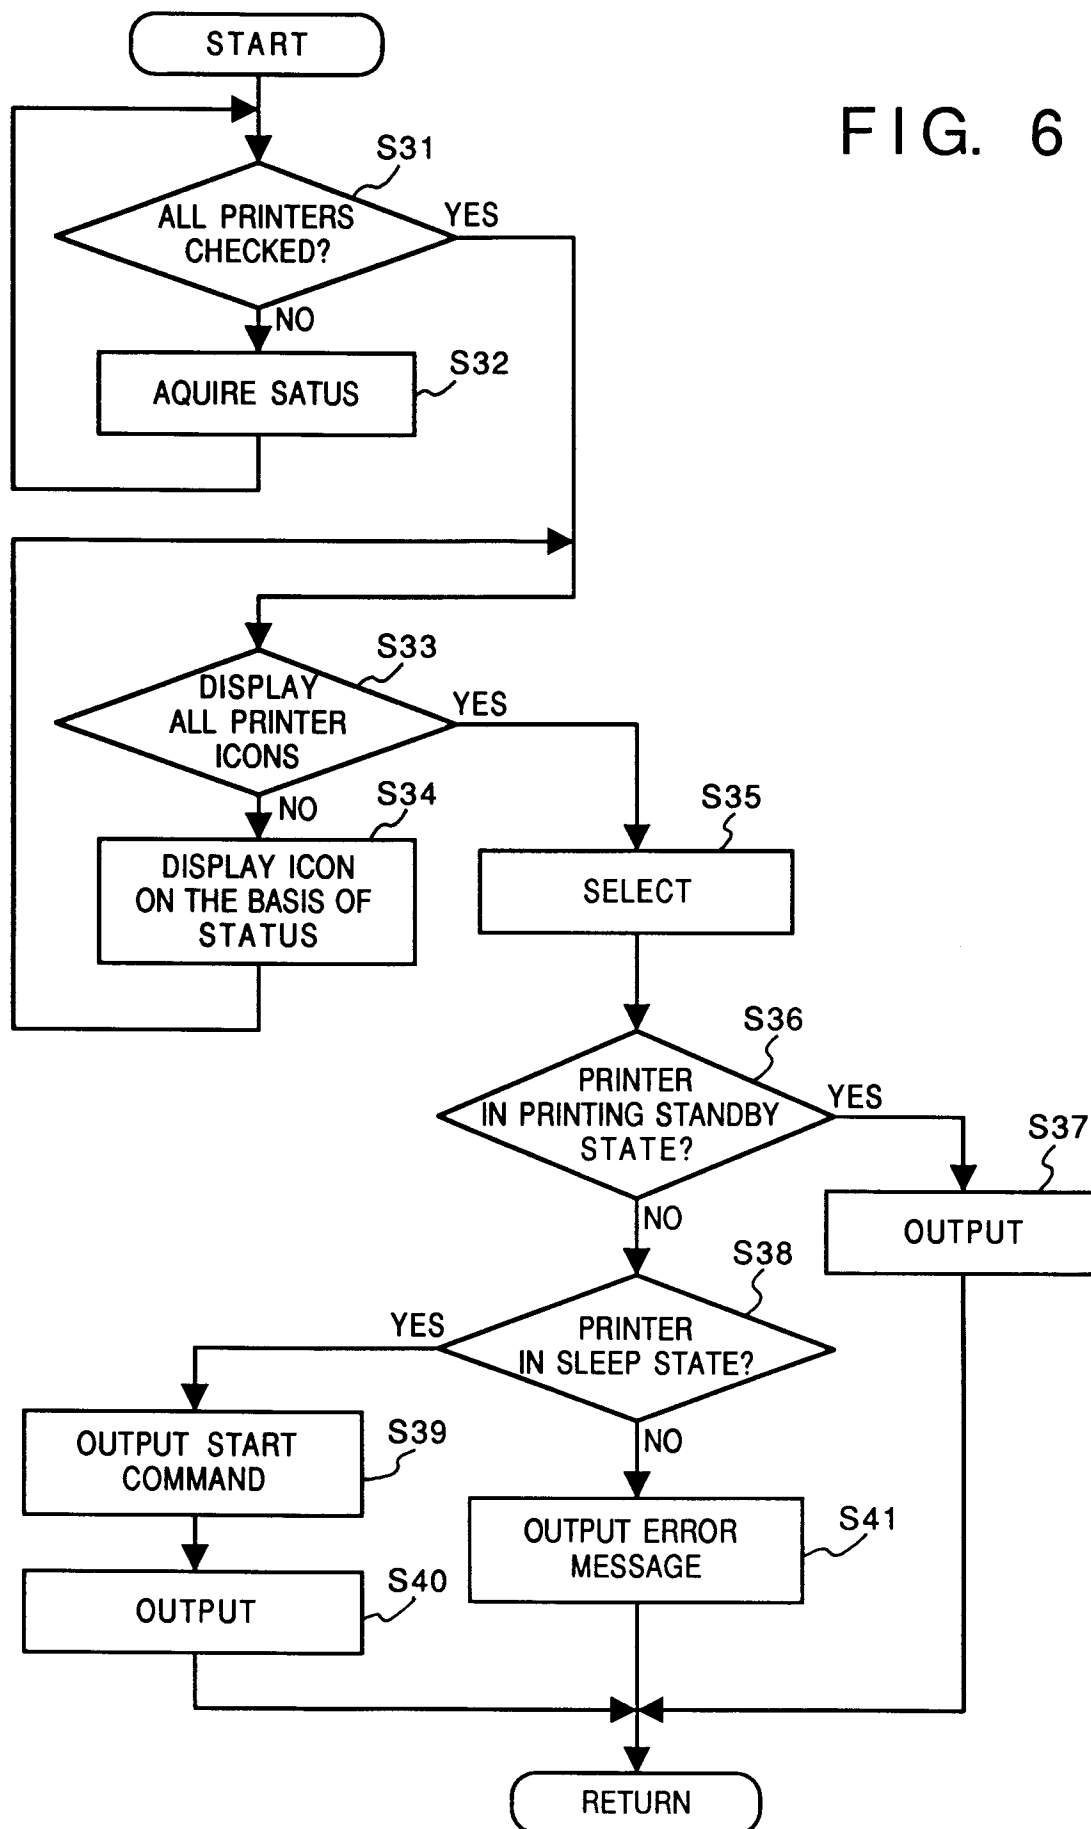 START
FIG. 6
S31
ALL PRINTERS
CHECKED?
YES
NO
S32
AQUIRE SATUS
S33
DISPLAY
ALL PRINTER
ICONS
YES
NO
S34
DISPLAY ICON
ON THE BASIS OF
STATUS
S35
SELECT
S36
PRINTER
IN PRINTING STANDBY
STATE?
YES
NO
S37
OUTPUT
S38
PRINTER
IN SLEEP STATE?
YES
NO
S39
OUTPUT START
COMMAND
S40
OUTPUT
S41
OUTPUT ERROR
MESSAGE
RETURN